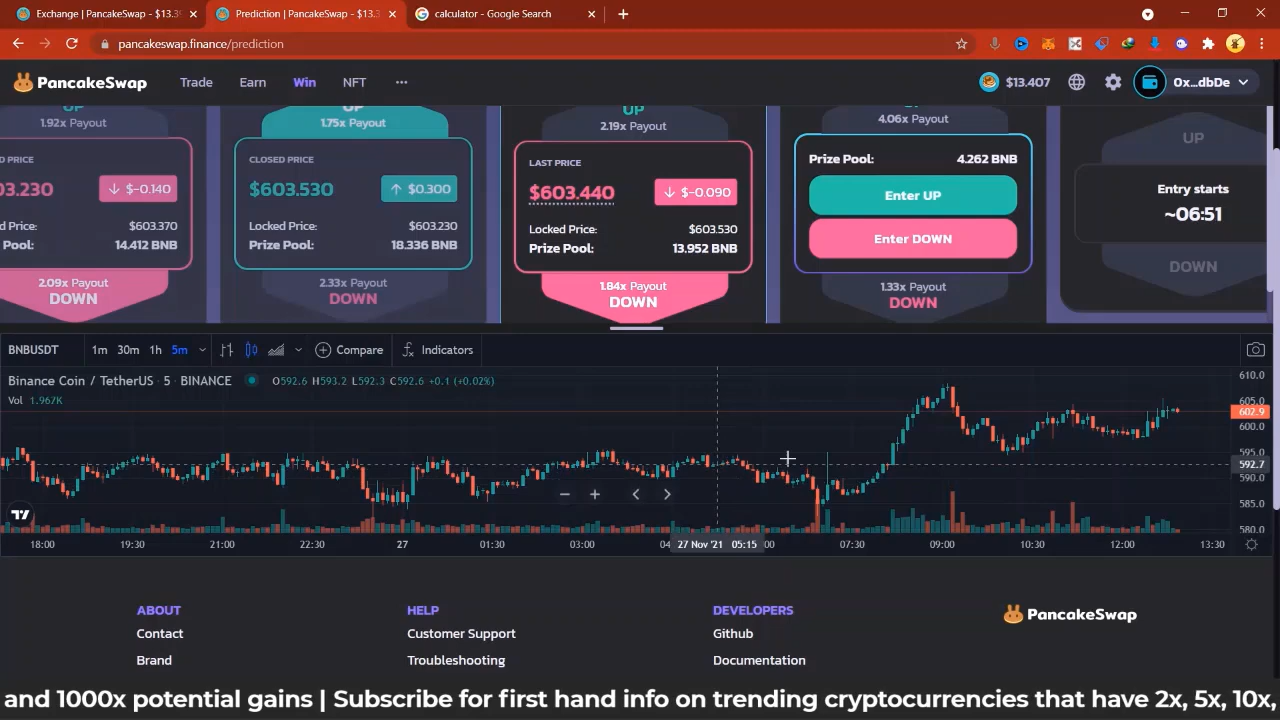 Exchange | PancakeSwap - $13.39
Prediction | PancakeSwap - $13.3
calculator - Google Search
pancakeswap.finance/prediction
PancakeSwap
Trade
Earn
Win
NFT
$13.407
0x...dbDe
UP
1.92x Payout
D PRICE
03.230
↓ $-0.140
d Price:
$603.370
Pool:
14.412 BNB
2.09x Payout
DOWN
UP
1.75x Payout
CLOSED PRICE
$603.530
↑ $0.300
Locked Price:
$603.230
Prize Pool:
18.336 BNB
2.33x Payout
DOWN
UP
2.19x Payout
LAST PRICE
$603.440
↓ $-0.090
Locked Price:
$603.530
Prize Pool:
13.952 BNB
1.84x Payout
DOWN
UP
4.06x Payout
Prize Pool:
4.262 BNB
Enter UP
Enter DOWN
1.33x Payout
DOWN
UP
Entry starts
~06:51
DOWN
BNBUSDT
1m 30m 1h 5m
Compare
Indicators
Binance Coin / TetherUS · 5 · BINANCE O592.6 H593.2 L592.3 C592.6 +0.1 (+0.02%)
Vol 1.967K
610.0
605.0
602.9
600.0
595.0
592.7
590.0
585.0
580.0
18:00 19:30 21:00 22:30 27 01:30 03:00 04 27 Nov '21 05:15 00 07:30 09:00 10:30 12:00 13:30
ABOUT
Contact
Brand
HELP
Customer Support
Troubleshooting
DEVELOPERS
Github
Documentation
PancakeSwap
and 1000x potential gains | Subscribe for first hand info on trending cryptocurrencies that have 2x, 5x, 10x,